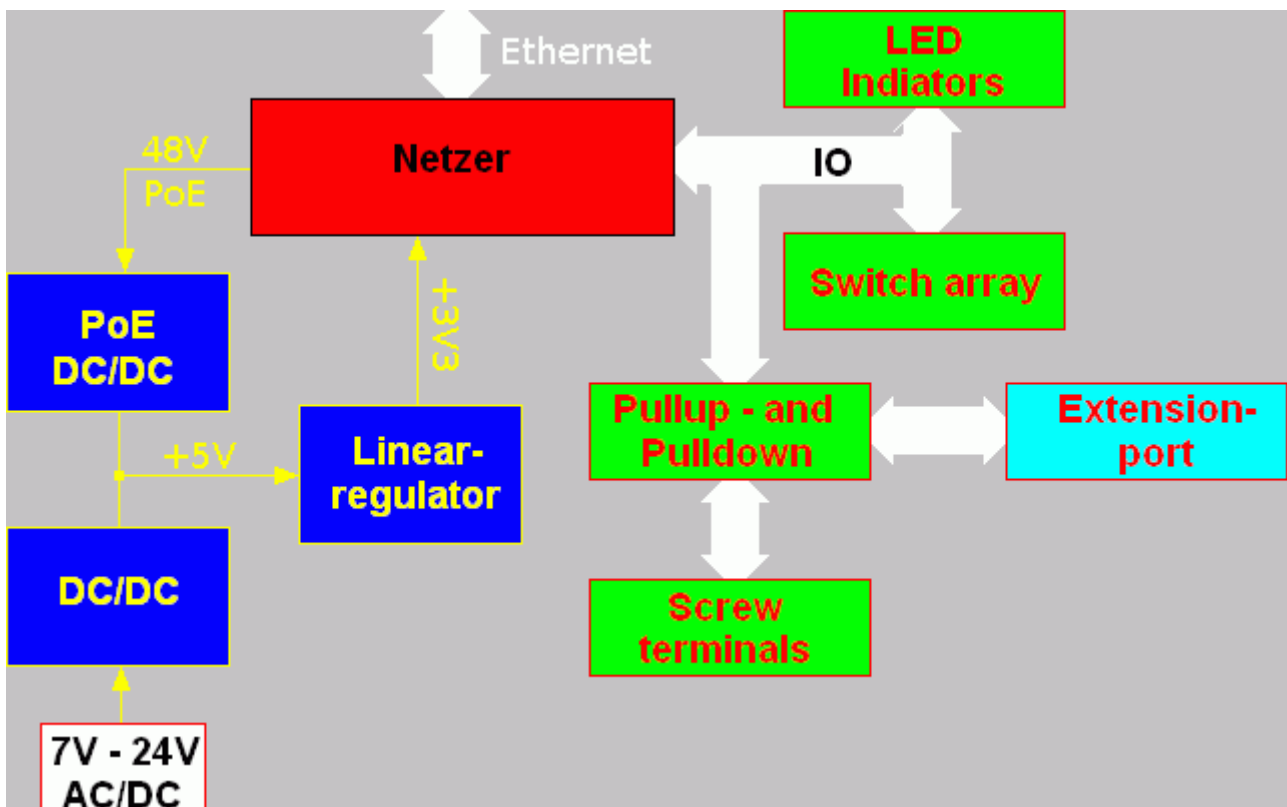 Ethernet
LED
Indiators
48V
PoE
Netzer
IO
Switch array
+3V3
PoE
DC/DC
Pullup - and
Pulldown
Extension-
port
+5V
Linear-
regulator
DC/DC
Screw
terminals
7V - 24V
AC/DC